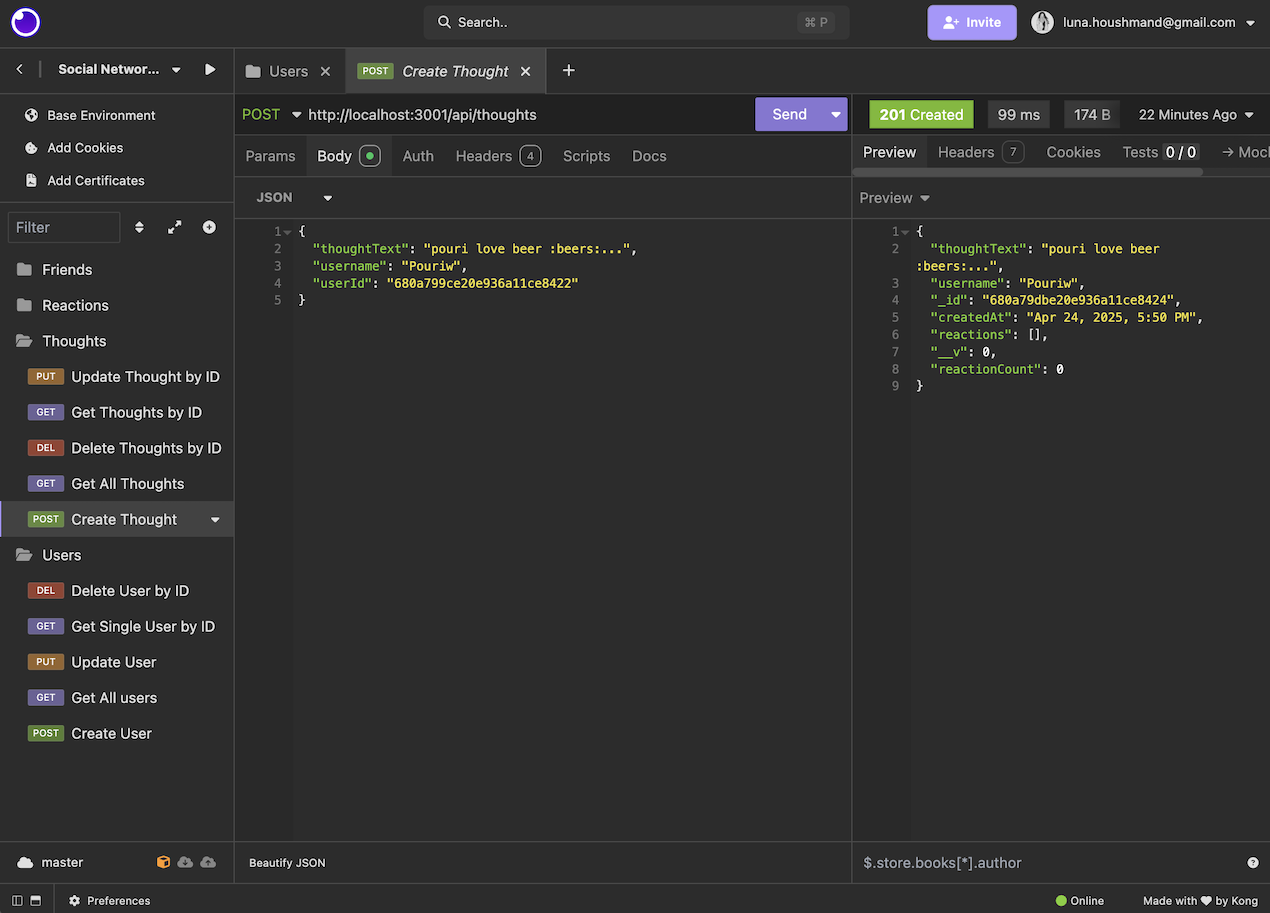 Search..
⌘ P
Invite
luna.houshmand@gmail.com
Social Networ...
Users
POST Create Thought
Base Environment
Add Cookies
Add Certificates
Filter
Friends
Reactions
Thoughts
PUT Update Thought by ID
GET Get Thoughts by ID
DEL Delete Thoughts by ID
GET Get All Thoughts
POST Create Thought
Users
DEL Delete User by ID
GET Get Single User by ID
PUT Update User
GET Get All users
POST Create User
master
Preferences
POST http://localhost:3001/api/thoughts Send
Params Body Auth Headers 4 Scripts Docs
JSON
1 {
2 "thoughtText": "pouri love beer :beers:...",
3 "username": "Pouriw",
4 "userId": "680a799ce20e936a11ce8422"
5 }
Beautify JSON
201 Created 99 ms 174 B 22 Minutes Ago
Preview Headers 7 Cookies Tests 0 / 0 → Mock
Preview
1 {
2 "thoughtText": "pouri love beer
:beers:...",
3 "username": "Pouriw",
4 "_id": "680a79dbe20e936a11ce8424",
5 "createdAt": "Apr 24, 2025, 5:50 PM",
6 "reactions": [],
7 "__v": 0,
8 "reactionCount": 0
9 }
$.store.books[*].author
Online
Made with ♥ by Kong